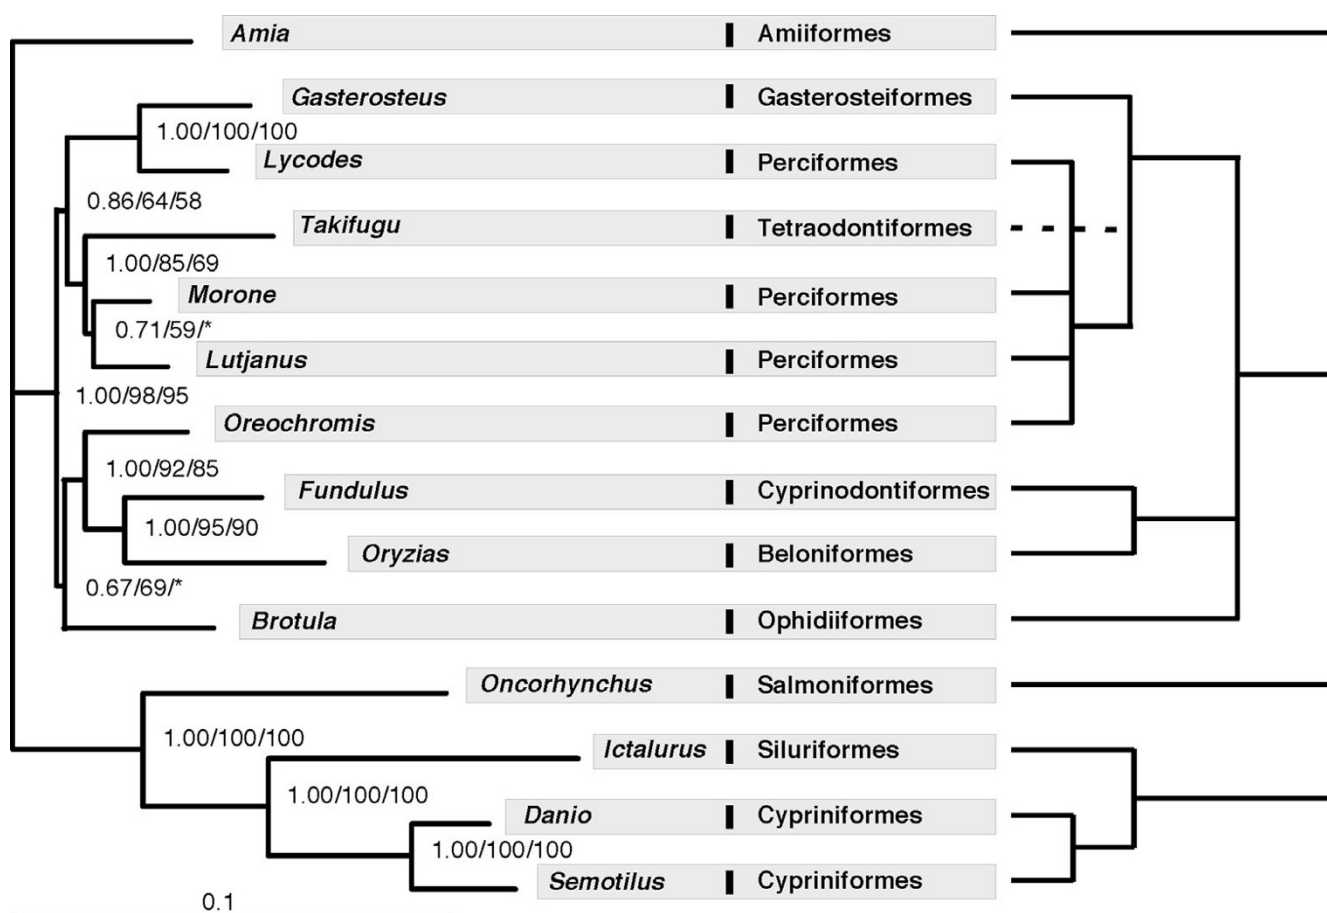 Amia Amiiformes
Gasterosteus Gasterosteiformes
1.00/100/100
Lycodes Perciformes
0.86/64/58
Takifugu Tetraodontiformes
1.00/85/69
Morone Perciformes
0.71/59/*
Lutjanus Perciformes
1.00/98/95
Oreochromis Perciformes
1.00/92/85
Fundulus Cyprinodontiformes
1.00/95/90
Oryzias Beloniformes
0.67/69/*
Brotula Ophidiiformes
Oncorhynchus Salmoniformes
1.00/100/100
Ictalurus Siluriformes
1.00/100/100
Danio Cypriniformes
1.00/100/100
Semotilus Cypriniformes
0.1